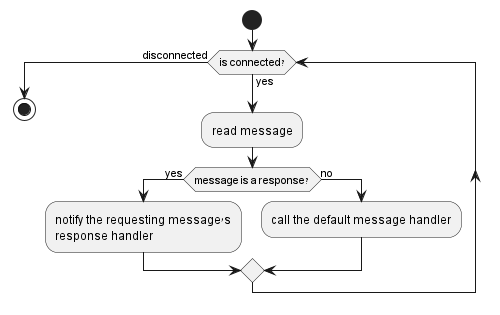 disconnected
is connected?
yes
read message
yes
message is a response?
no
notify the requesting message's
response handler
call the default message handler